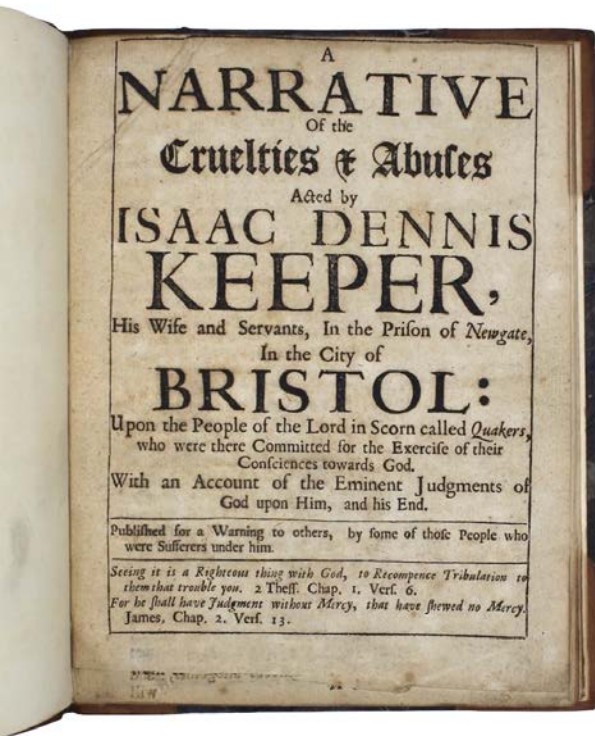 A
NARRATIVE
Of the
Cruelties & Abuſes
Acted by
ISAAC DENNIS
KEEPER,
His Wife and Servants, In the Priſon of Newgate,
In the City of
BRISTOL:
Upon the People of the Lord in Scorn called Quakers,
who were there Committed for the Exerciſe of their
Conſciences towards God.
With an Account of the Eminent Judgments of
God upon Him, and his End.
Publiſhed for a Warning to others, by ſome of thoſe People who
were Sufferers under him.
Seeing it is a Righteous thing with God, to Recompence Tribulation to
them that trouble you. 2 Theſſ. Chap. 1. Verſ. 6.
For he ſhall have Judgment without Mercy, that have ſhewed no Mercy.
James, Chap. 2. Verſ. 13.